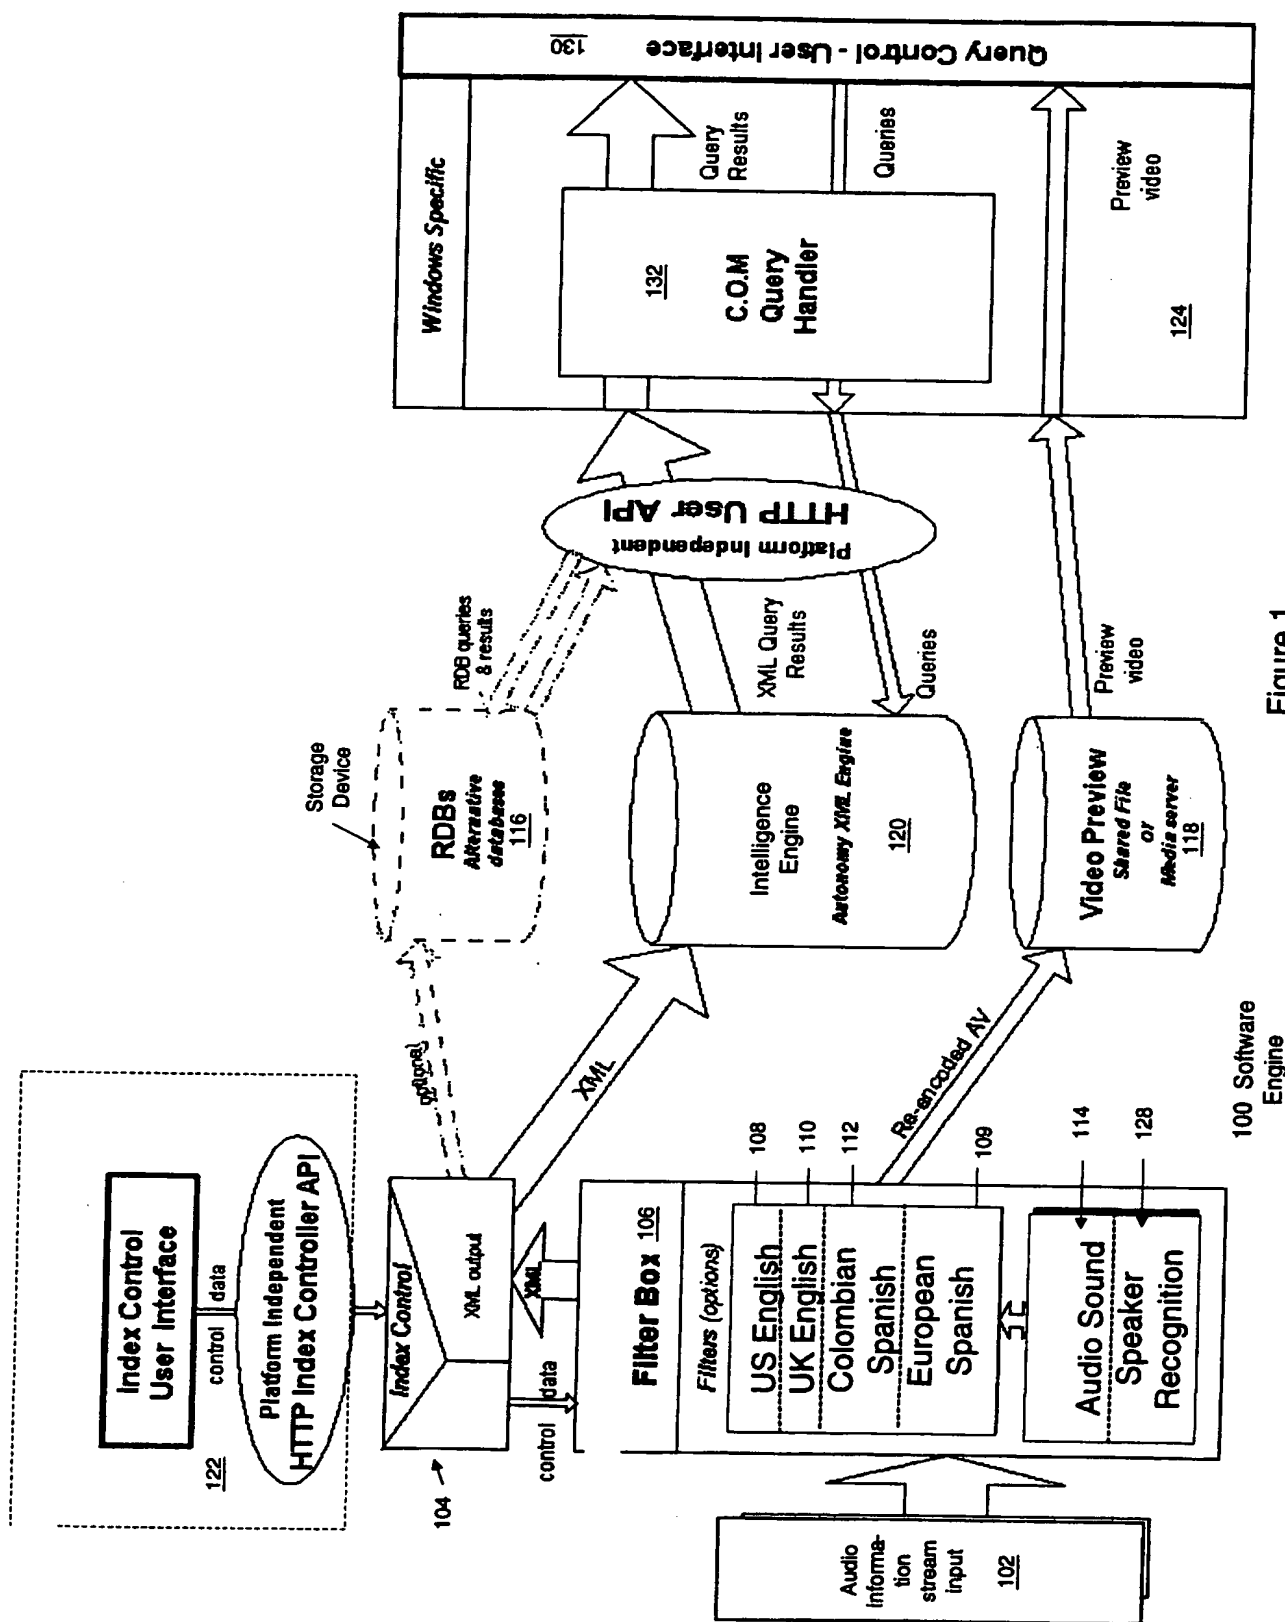 Index Control
User Interface
control
data
Platform Independent
HTTP Index Controller API
122
104
Index Control
XML output
control
data
XML
optional
XML
Storage
Device
RDBs
Alternative
databases
116
RDB queries
& results
Filter Box 106
Filters (options)
US English
UK English
Colombian
Spanish
European
Spanish
108
110
112
109
Audio Sound
Speaker
Recognition
114
128
Audio
informa-
tion
stream
input
102
Re-encoded AV
Intelligence
Engine
Autonomy XML Engine
120
XML Query
Results
Queries
Video Preview
Shared File
or
Media server
118
Preview
video
Platform Independent
HTTP User API
Windows Specific
132
C.O.M
Query
Handler
Query
Results
Queries
Preview
video
124
Query Control - User Interface
130
100 Software
Engine
Figure 1